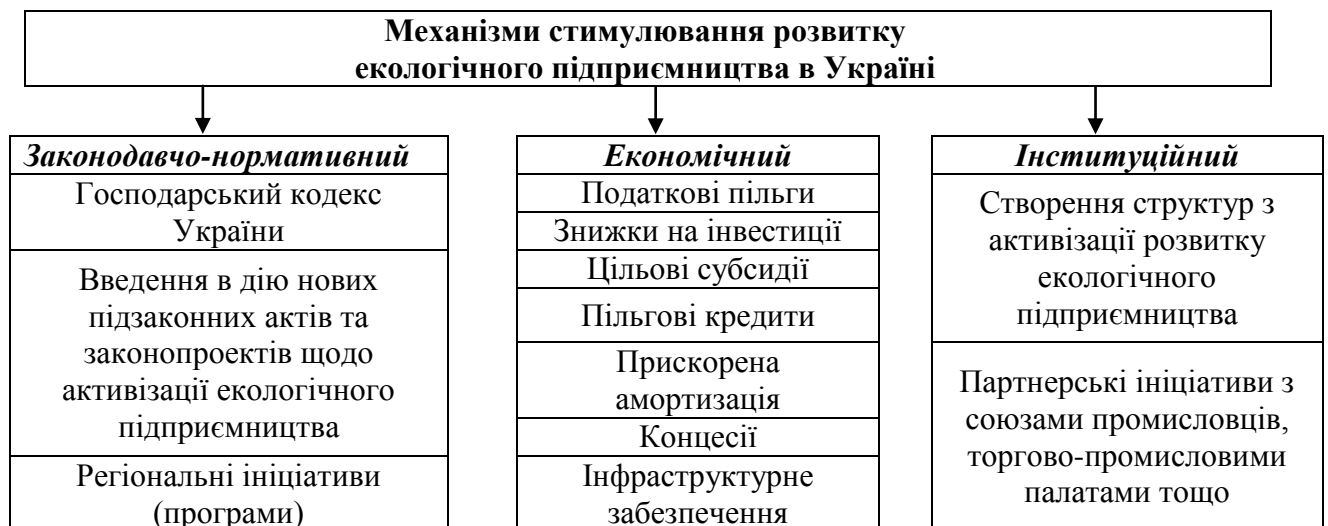 Механізми стимулювання розвитку
екологічного підприємництва в Україні
Законодавчо-нормативний
Господарський кодекс
України
Введення в дію нових
підзаконних актів та
законопроектів щодо
активізації екологічного
підприємництва
Регіональні ініціативи
(програми)
Економічний
Податкові пільги
Знижки на інвестиції
Цільові субсидії
Пільгові кредити
Прискорена
амортизація
Концесії
Інфраструктурне
забезпечення
Інституційний
Створення структур з
активізації розвитку
екологічного
підприємництва
Партнерські ініціативи з
союзами промисловців,
торгово-промисловими
палатами тощо